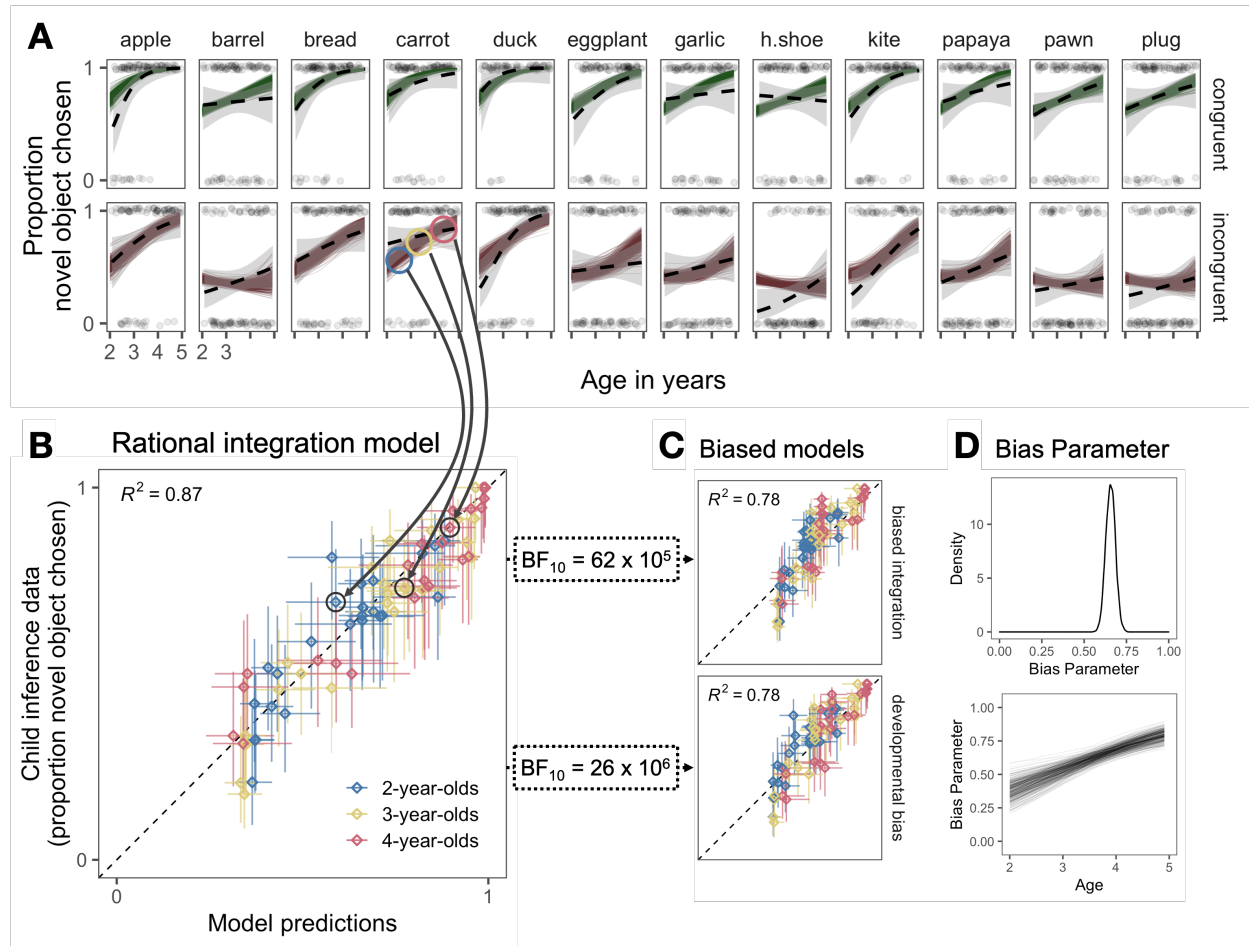 A
apple barrel bread carrot duck eggplant garlic h.shoe kite papaya pawn plug
Proportion
novel object chosen
1
0
congruent
1
0
incongruent
2 3 4 5 2 3
Age in years
B Rational integration model
R² = 0.87
Child inference data
(proportion novel object chosen)
1
0
2-year-olds
3-year-olds
4-year-olds
0 1
Model predictions
BF₁₀ = 62 x 10⁵
BF₁₀ = 26 x 10⁶
C Biased models
R² = 0.78
biased integration
R² = 0.78
developmental bias
D Bias Parameter
Density
10
5
0
0.00 0.25 0.50 0.75 1.00
Bias Parameter
Bias Parameter
1.00
0.75
0.50
0.25
0.00
2 3 4 5
Age